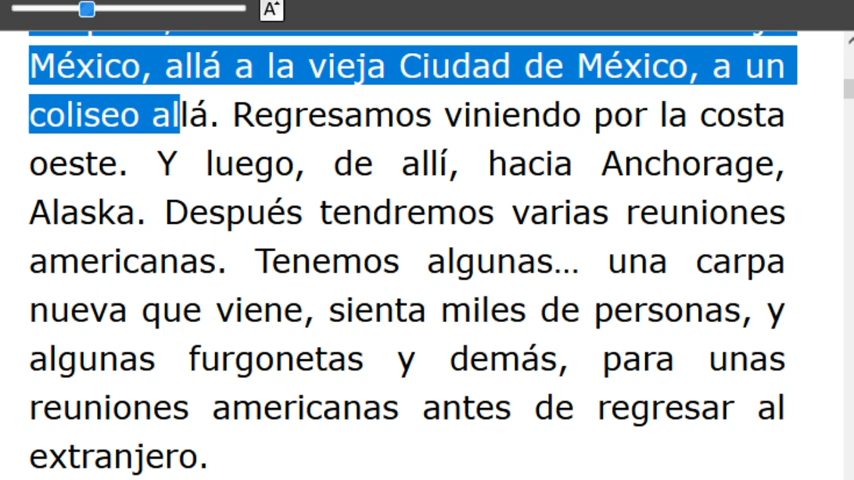 A
México, allá a la vieja Ciudad de México, a un
coliseo allá. Regresamos viniendo por la costa
oeste. Y luego, de allí, hacia Anchorage,
Alaska. Después tendremos varias reuniones
americanas. Tenemos algunas... una carpa
nueva que viene, sienta miles de personas, y
algunas furgonetas y demás, para unas
reuniones americanas antes de regresar al
extranjero.